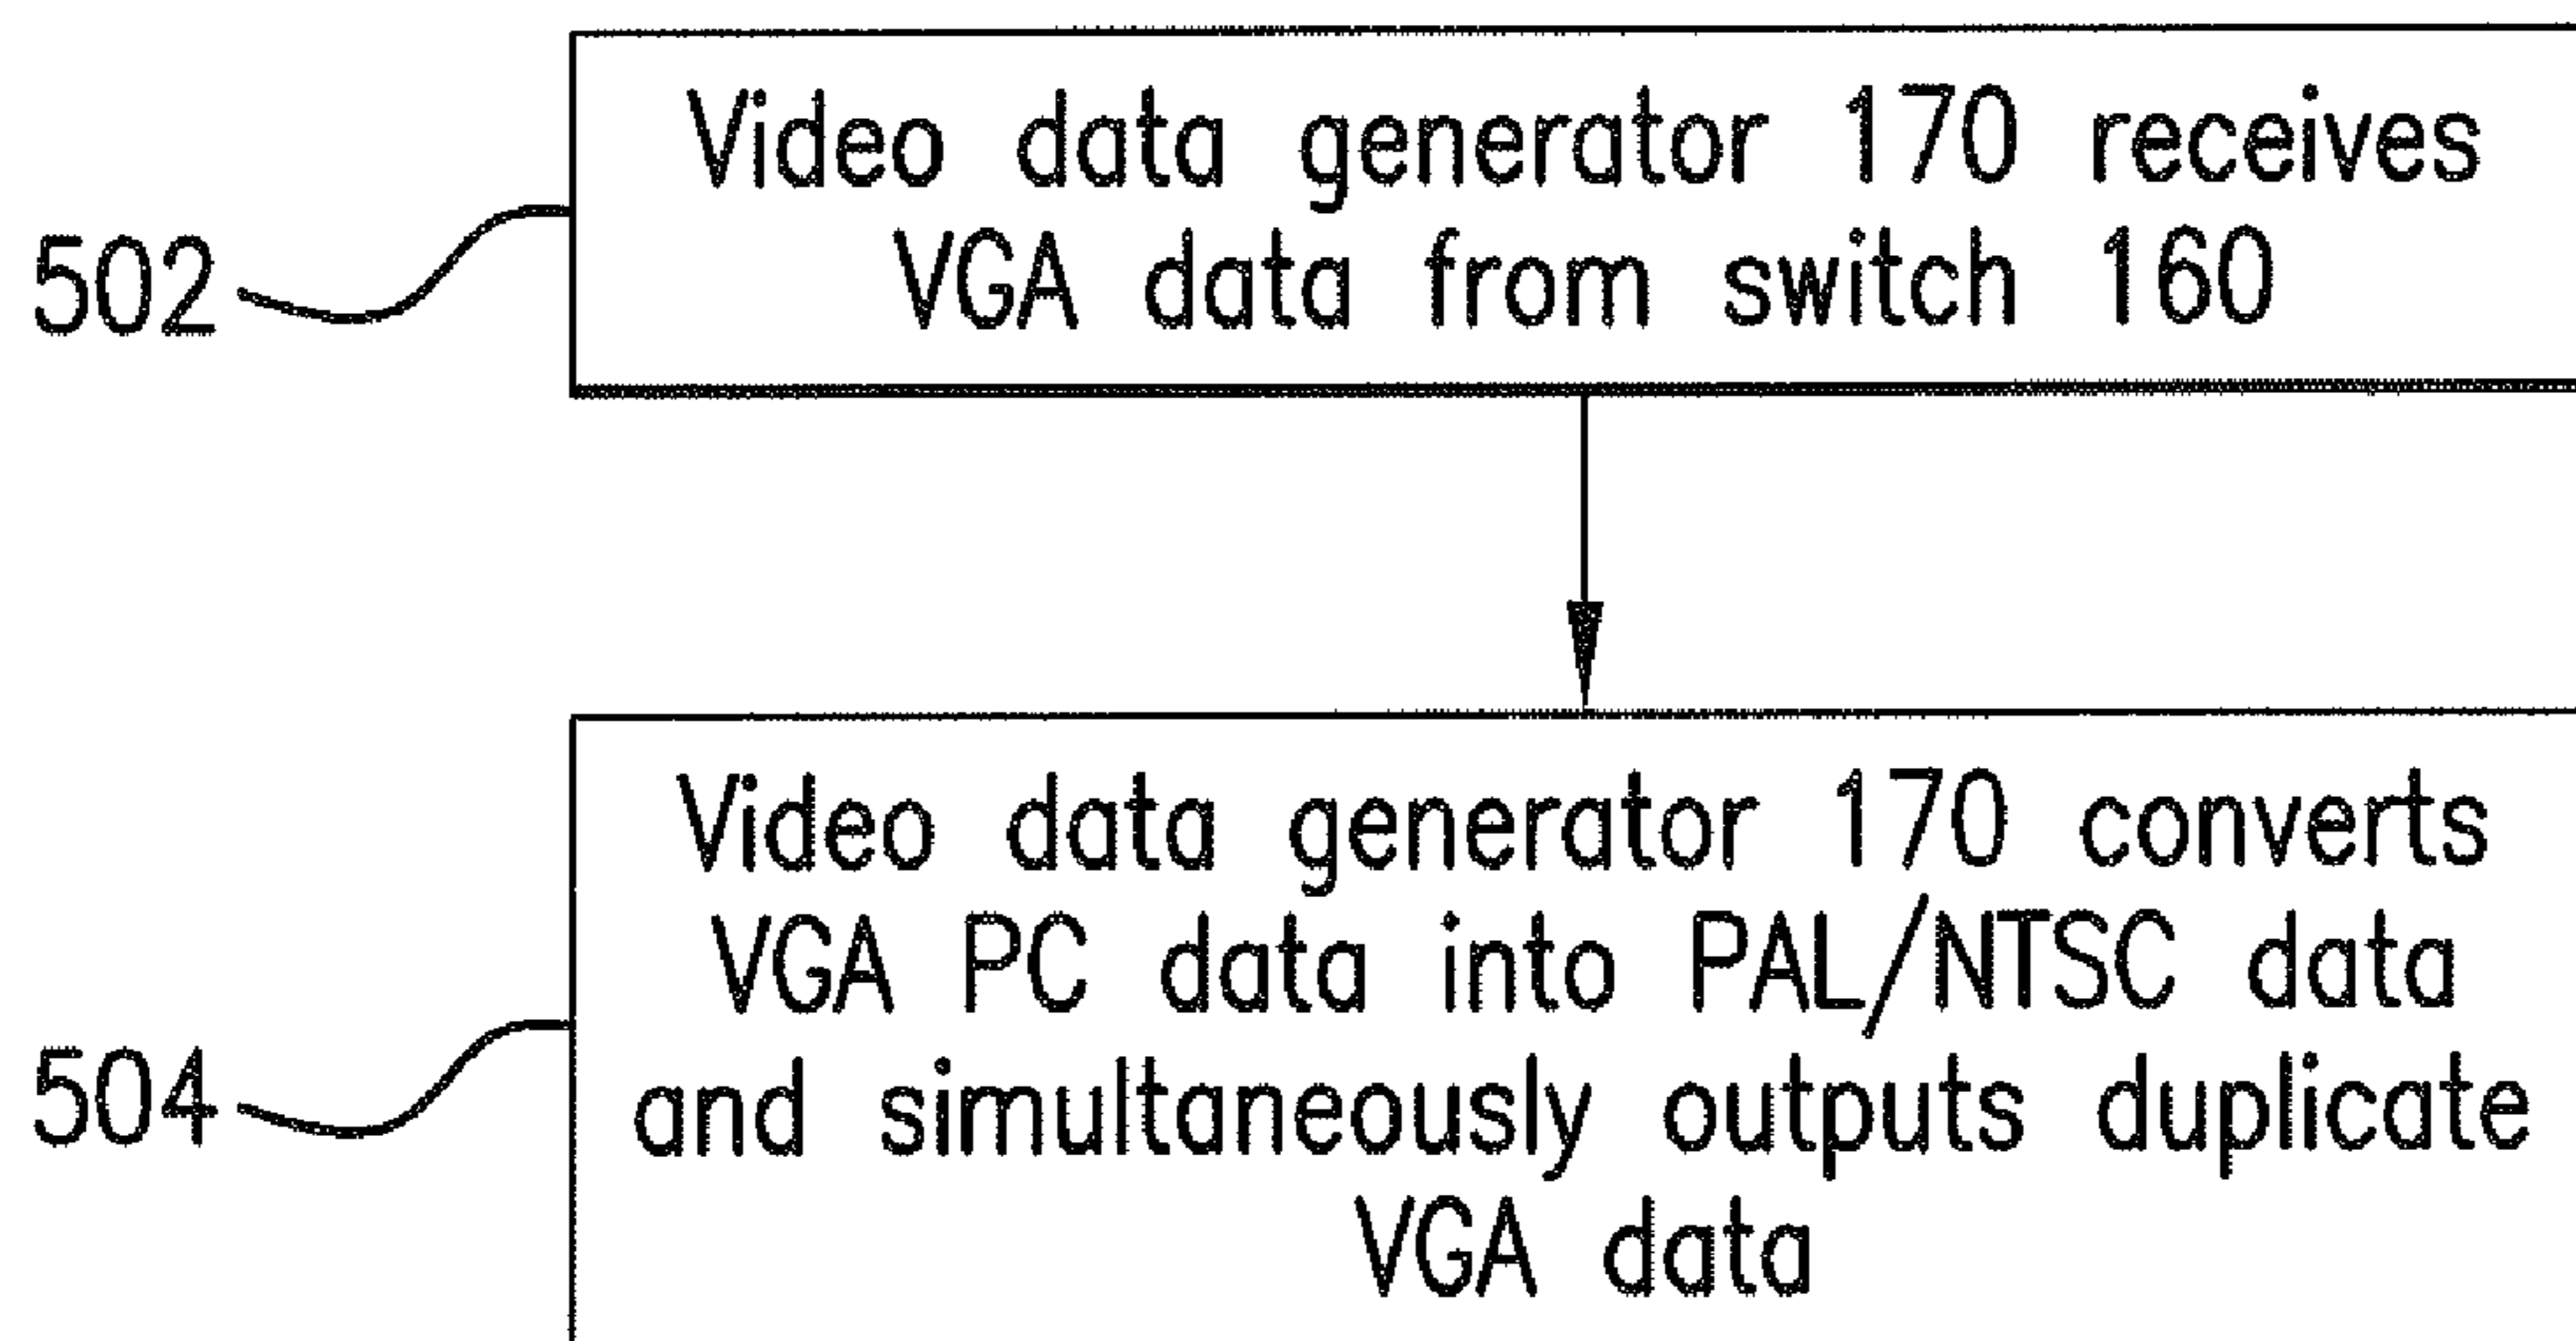 Video data generator 170 receives
VGA data from switch 160
502
Video data generator 170 converts
VGA PC data into PAL/NTSC data
and simultaneously outputs duplicate
VGA data
504